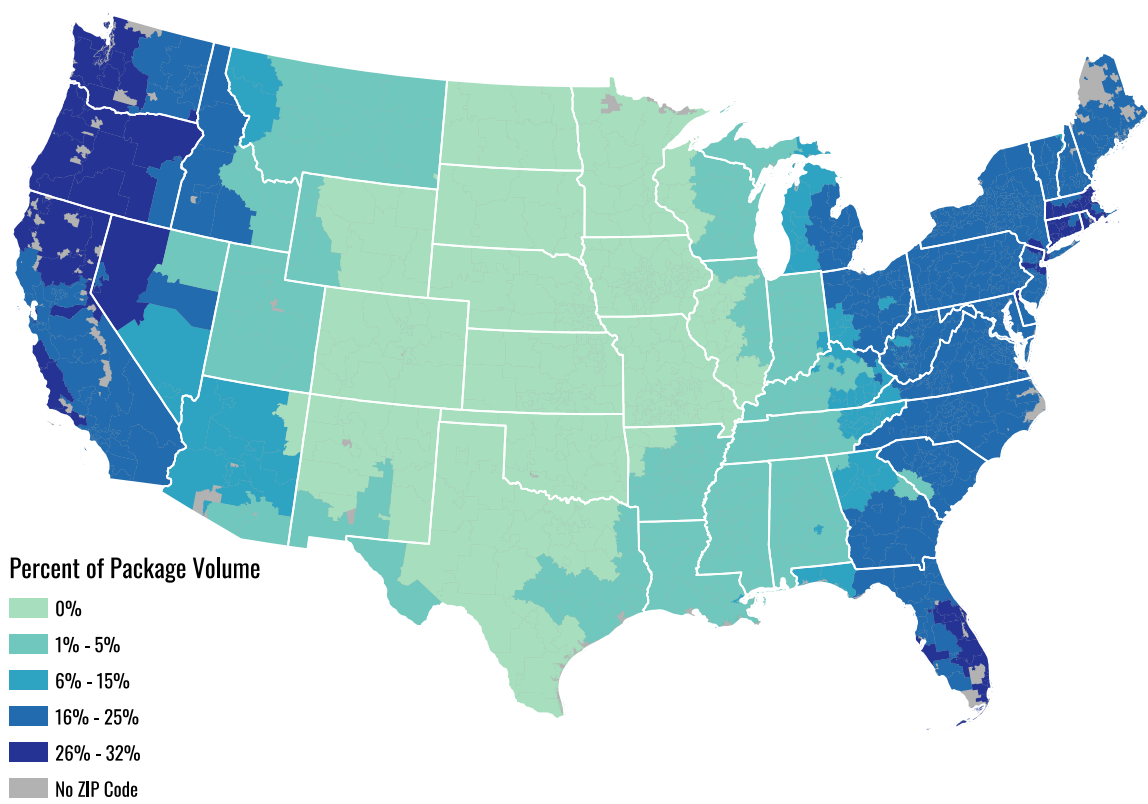 Percent of Package Volume
0%
1% - 5%
6% - 15%
16% - 25%
26% - 32%
No ZIP Code